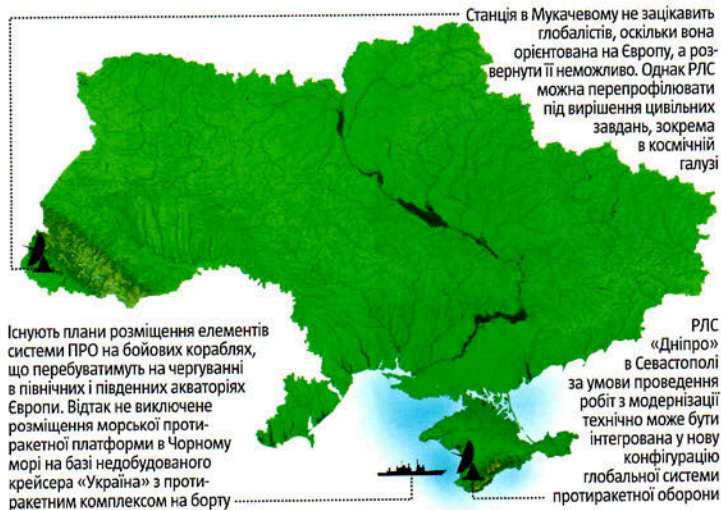 Станція в Мукачевому не зацікавить
глобалістів, оскільки вона
орієнтована на Європу, а роз-
вернути її неможливо. Однак РЛС
можна перепрофілювати
під вирішення цивільних
завдань, зокрема
в космічній
галузі
Існують плани розміщення елементів
системи ПРО на бойових кораблях,
що перебуватимуть на чергуванні
в північних і південних акваторіях
Європи. Відтак не виключене
розміщення морської проти-
ракетної платформи в Чорному
морі на базі недобудованого
крейсера «Україна» з проти-
ракетним комплексом на борту
РЛС
«Дніпро»
в Севастополі
за умови проведення
робіт з модернізації
технічно може бути
інтегрована у нову
конфігурацію
глобальної системи
протиракетної оборони